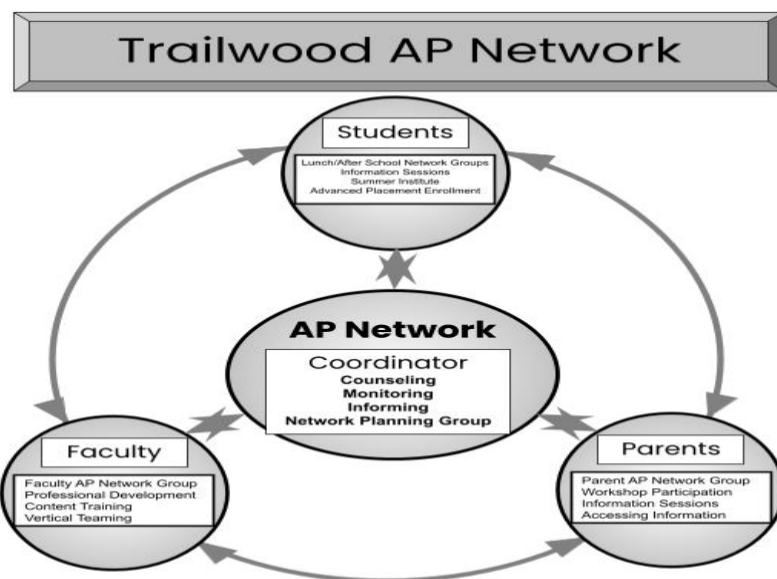 Trailwood AP Network
Students
Lunch/After School Network Groups
Information Sessions
Summer Institute
Advanced Placement Enrollment
AP Network
Coordinator
Counseling
Monitoring
Informing
Network Planning Group
Faculty
Faculty AP Network Group
Professional Development
Content Training
Vertical Teaming
Parents
Parent AP Network Group
Workshop Participation
Information Sessions
Accessing Information